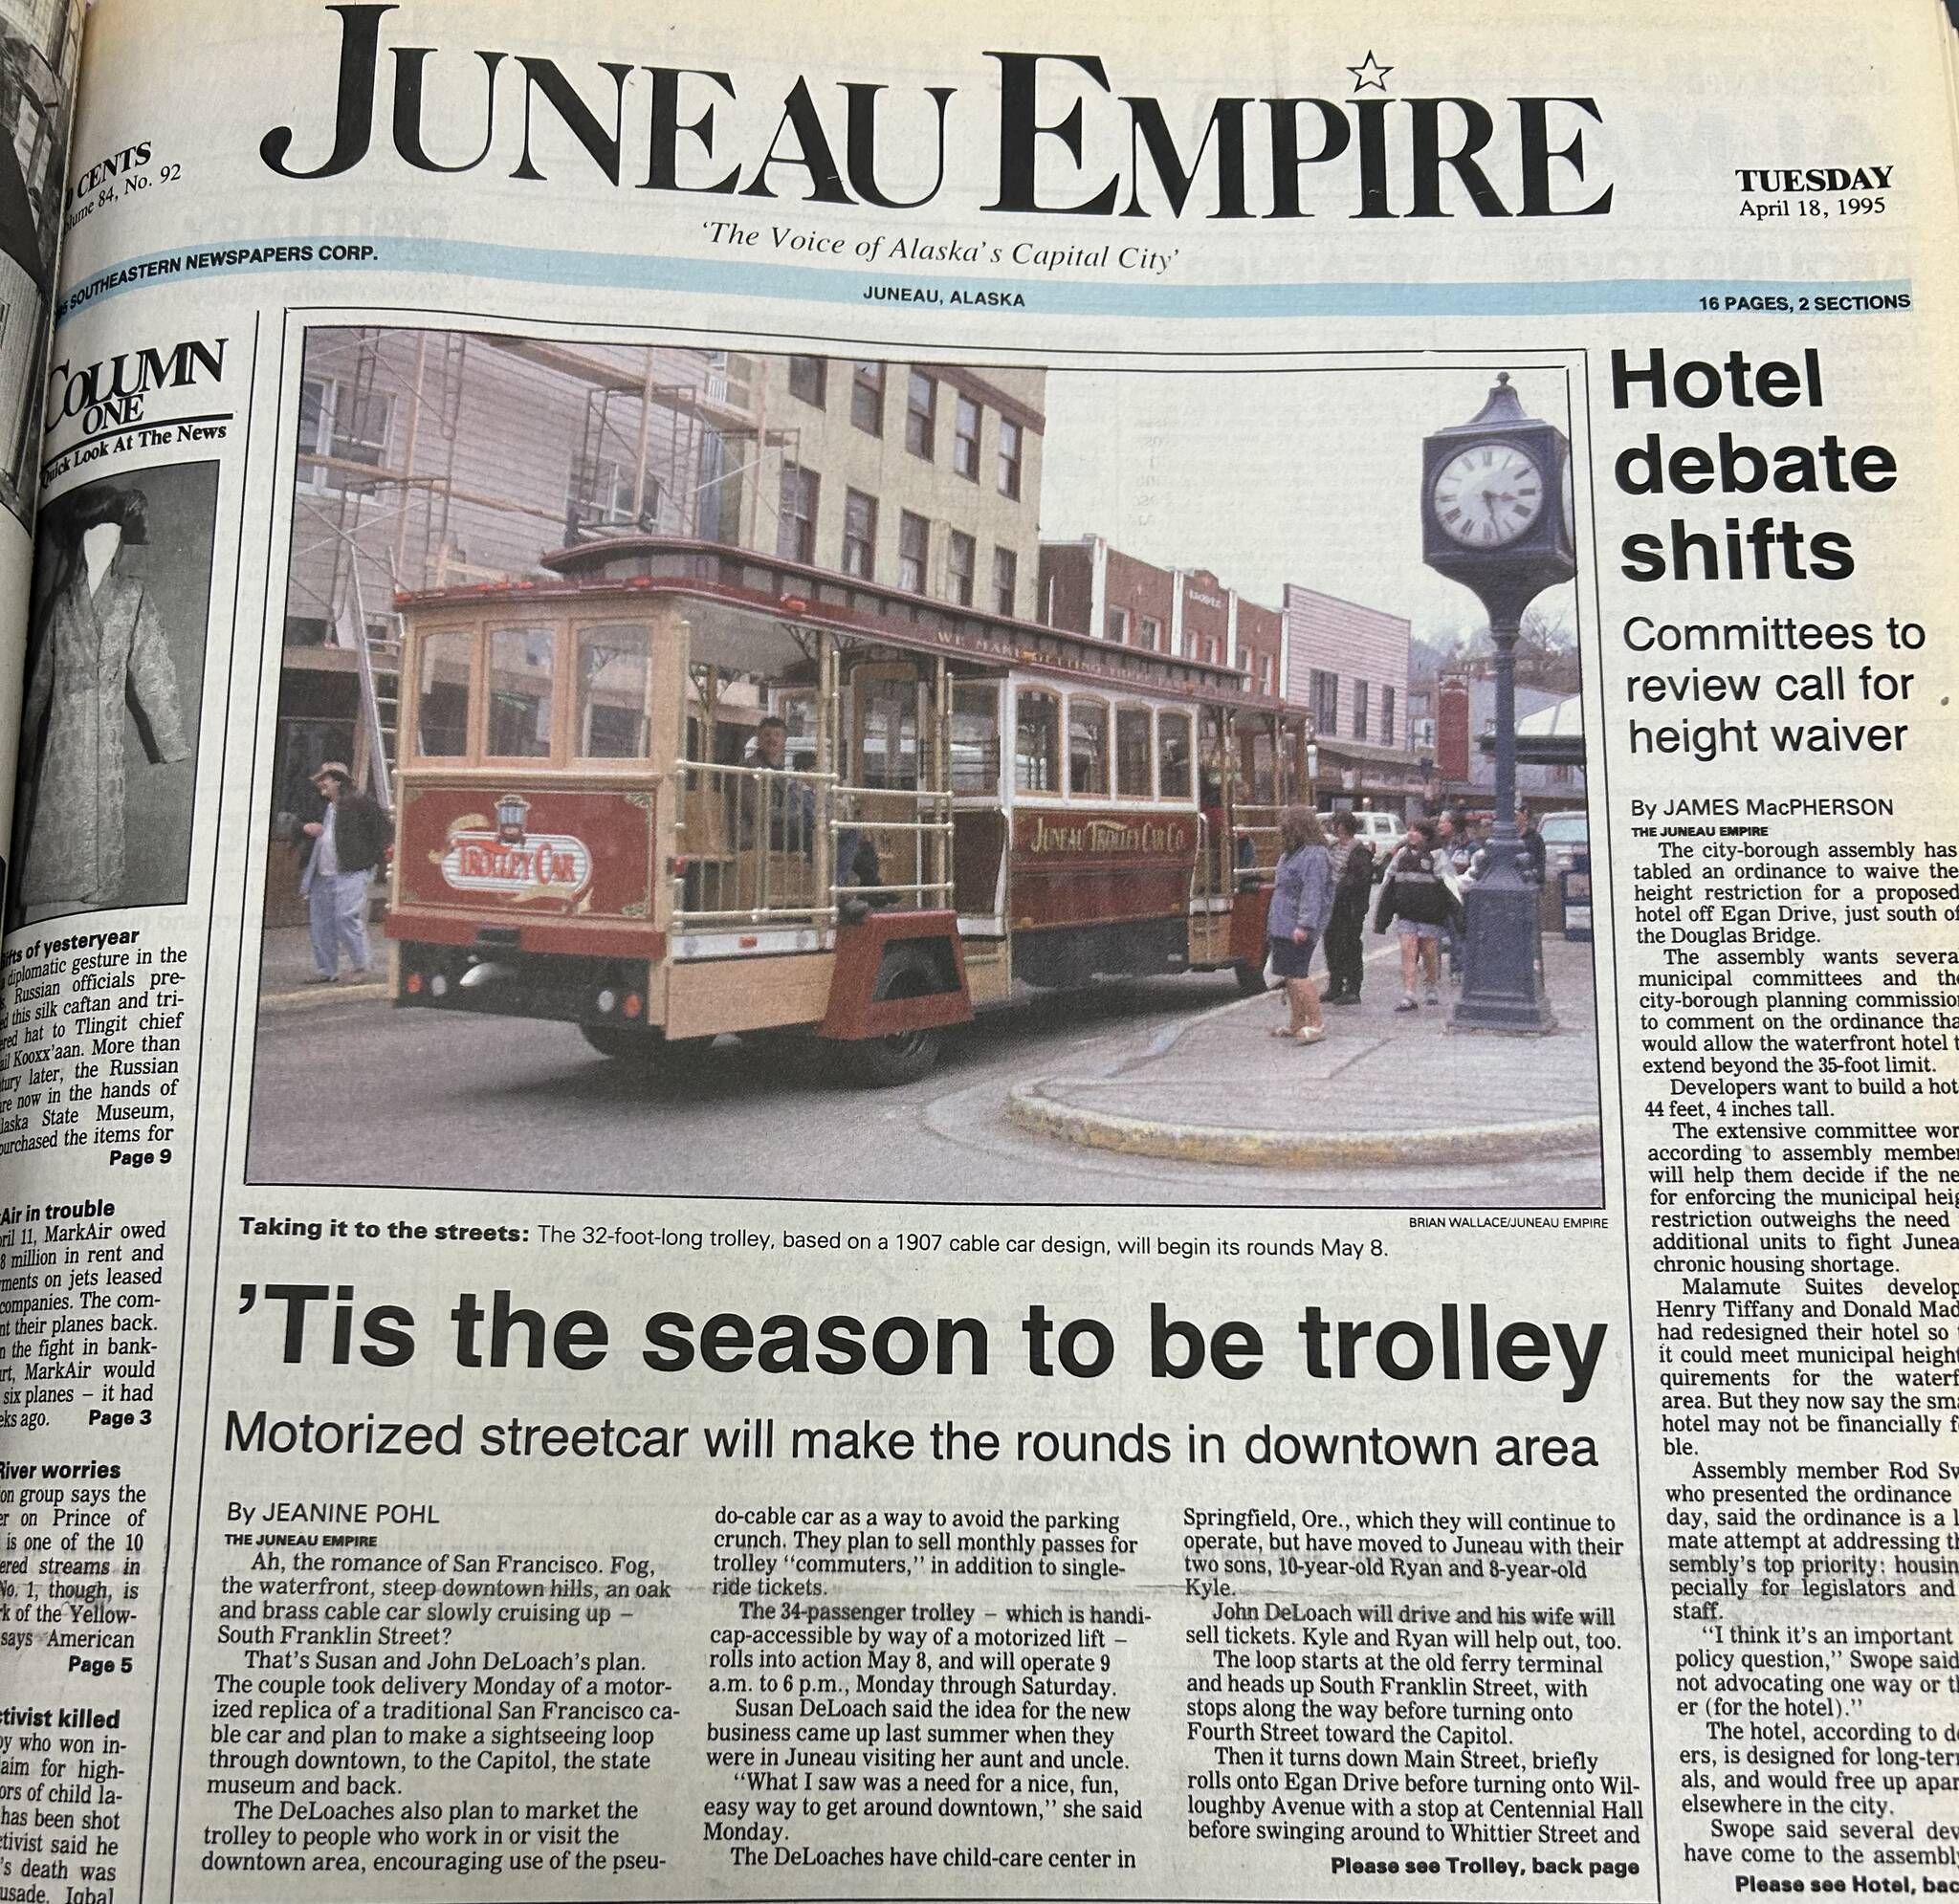 JUNEAU EMPIRE
CENTS
Volume 84, No. 92
TUESDAY
April 18, 1995
‘The Voice of Alaska’s Capital City’
SOUTHEASTERN NEWSPAPERS CORP.
JUNEAU, ALASKA
16 PAGES, 2 SECTIONS
COLUMN
ONE
Quick Look At The News
of yesteryear
diplomatic gesture in the
Russian officials pre-
this silk caftan and tri-
hat to Tlingit chief
Kooxx'aan. More than
later, the Russian
now in the hands of
Alaska State Museum,
purchased the items for
Page 9
Air in trouble
April 11, MarkAir owed
8 million in rent and
ments on jets leased
companies. The com-
their planes back.
the fight in bank-
MarkAir would
six planes – it had
ago. Page 3
River worries
group says the
on Prince of
is one of the 10
streams in
No. 1, though, is
of the Yellow-
says American
Page 5
killed
who won in-
for high-
of child la-
has been shot
said he
's death was
Iqbal
WE MAKE GETTING THERE
TROLLEY CAR
JUNEAU TROLLEY CAR CO.
BRIAN WALLACE/JUNEAU EMPIRE
Taking it to the streets: The 32-foot-long trolley, based on a 1907 cable car design, will begin its rounds May 8.
’Tis the season to be trolley
Motorized streetcar will make the rounds in downtown area
By JEANINE POHL
THE JUNEAU EMPIRE
Ah, the romance of San Francisco. Fog,
the waterfront, steep downtown hills, an oak
and brass cable car slowly cruising up –
South Franklin Street?
That's Susan and John DeLoach's plan.
The couple took delivery Monday of a motor-
ized replica of a traditional San Francisco ca-
ble car and plan to make a sightseeing loop
through downtown, to the Capitol, the state
museum and back.
The DeLoaches also plan to market the
trolley to people who work in or visit the
downtown area, encouraging use of the pseu-
do-cable car as a way to avoid the parking
crunch. They plan to sell monthly passes for
trolley "commuters," in addition to single-
ride tickets.
The 34-passenger trolley – which is handi-
cap-accessible by way of a motorized lift –
rolls into action May 8, and will operate 9
a.m. to 6 p.m., Monday through Saturday.
Susan DeLoach said the idea for the new
business came up last summer when they
were in Juneau visiting her aunt and uncle.
"What I saw was a need for a nice, fun,
easy way to get around downtown," she said
Monday.
The DeLoaches have child-care center in
Springfield, Ore., which they will continue to
operate, but have moved to Juneau with their
two sons, 10-year-old Ryan and 8-year-old
Kyle.
John DeLoach will drive and his wife will
sell tickets. Kyle and Ryan will help out, too.
The loop starts at the old ferry terminal
and heads up South Franklin Street, with
stops along the way before turning onto
Fourth Street toward the Capitol.
Then it turns down Main Street, briefly
rolls onto Egan Drive before turning onto Wil-
loughby Avenue with a stop at Centennial Hall
before swinging around to Whittier Street and
Please see Trolley, back page
Hotel
debate
shifts
Committees to
review call for
height waiver
By JAMES MacPHERSON
THE JUNEAU EMPIRE
The city-borough assembly has
tabled an ordinance to waive the
height restriction for a proposed
hotel off Egan Drive, just south of
the Douglas Bridge.
The assembly wants several
municipal committees and the
city-borough planning commission
to comment on the ordinance that
would allow the waterfront hotel to
extend beyond the 35-foot limit.
Developers want to build a hotel
44 feet, 4 inches tall.
The extensive committee work,
according to assembly members,
will help them decide if the need
for enforcing the municipal height
restriction outweighs the need
additional units to fight Juneau's
chronic housing shortage.
Malamute Suites developers
Henry Tiffany and Donald
had redesigned their hotel so
it could meet municipal height
quirements for the waterfront
area. But they now say the
hotel may not be financially
ble.
Assembly member Rod Swope
who presented the ordinance
day, said the ordinance is a
mate attempt at addressing
sembly's top priority: housing
pecially for legislators and
staff.
"I think it's an important
policy question," Swope said
not advocating one way or
er (for the hotel)."
The hotel, according to
ers, is designed for long-term
als, and would free up
elsewhere in the city.
Swope said several
have come to the assembly
Please see Hotel, back